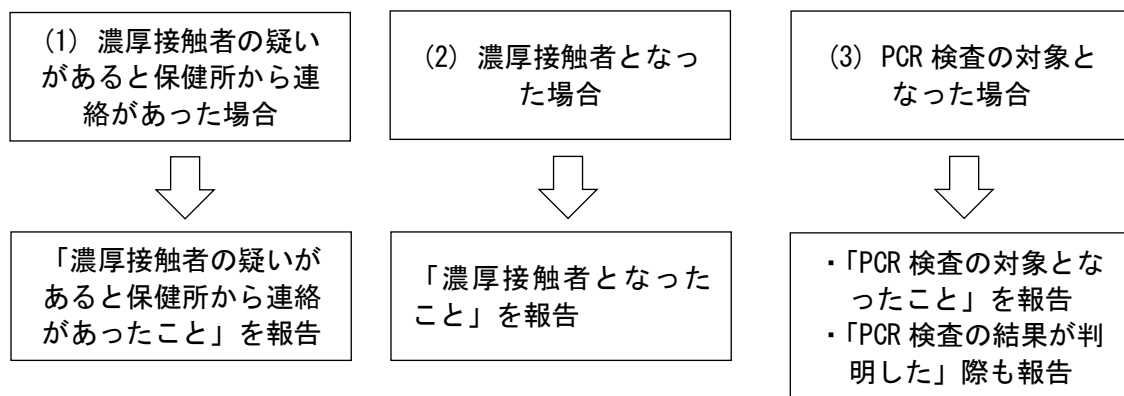 (1) 濃厚接触者の疑い
があると保健所から連
絡があった場合
(2) 濃厚接触者となっ
た場合
(3) PCR 検査の対象と
なった場合
「濃厚接触者の疑いが
あると保健所から連絡
があったこと」を報告
「濃厚接触者となった
こと」を報告
・「PCR 検査の対象とな
ったこと」を報告
・「PCR 検査の結果が判
明した」際も報告